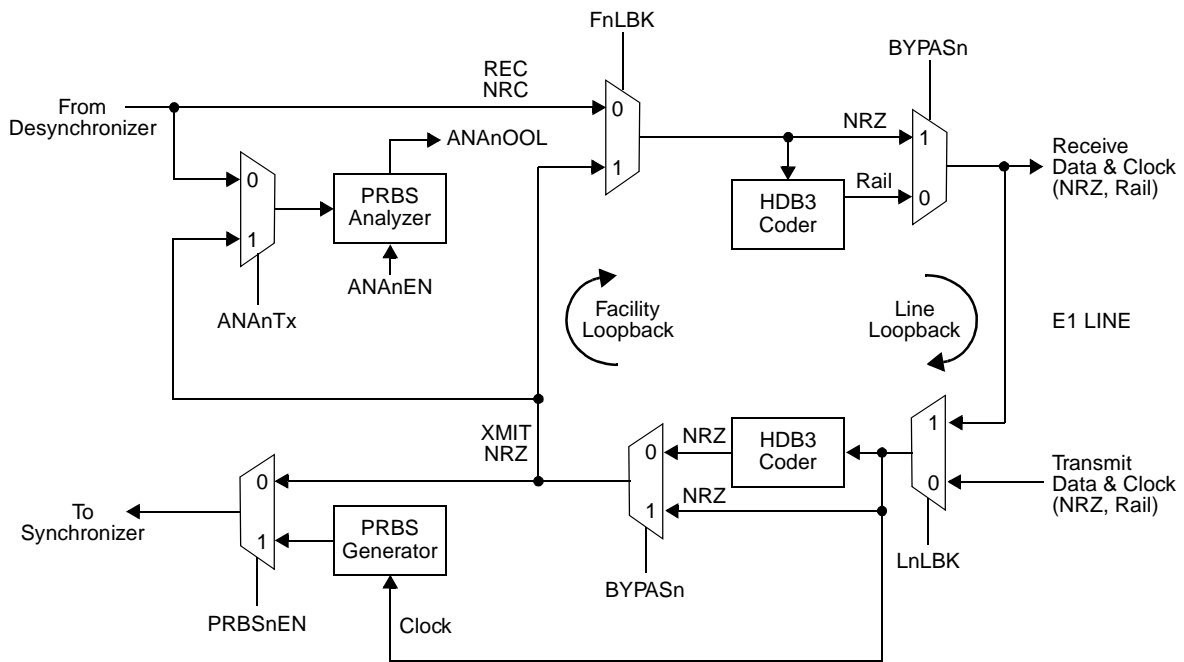 FnLBK
BYPASn
REC
NRC
From
Desynchronizer
0
ANAnOOL
NRZ
1
Receive
Data & Clock
(NRZ, Rail)
0
PRBS
Analyzer
1
Rail
HDB3
Coder
0
1
ANAnEN
ANAnTx
Facility
Loopback
Line
Loopback
E1 LINE
XMIT
NRZ
NRZ
HDB3
Coder
1
0
0
Transmit
Data & Clock
(NRZ, Rail)
0
To
Synchronizer
1
PRBS
Generator
NRZ
1
LnLBK
BYPASn
PRBSnEN
Clock